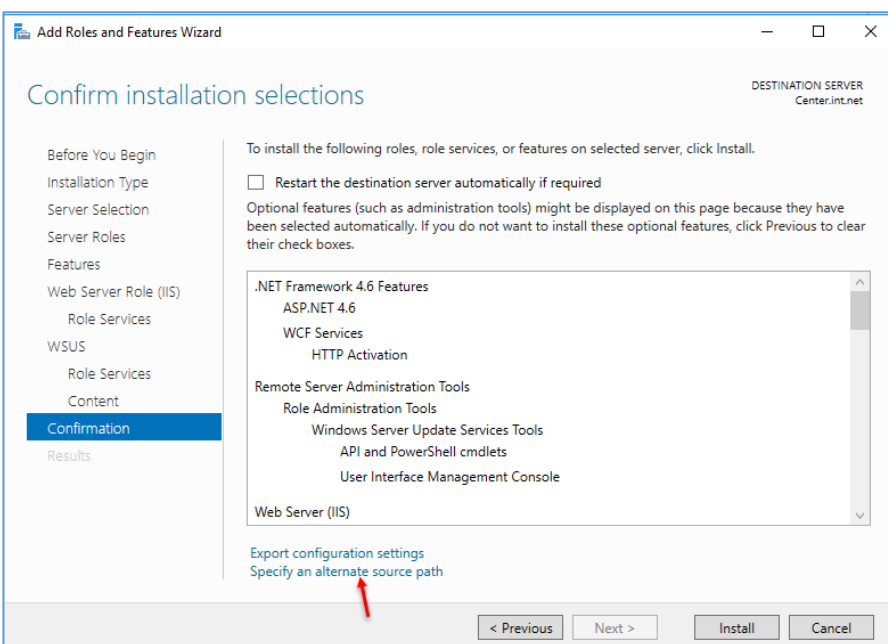 Add Roles and Features Wizard
Confirm installation selections
DESTINATION SERVER
Center.int.net
Before You Begin
Installation Type
Server Selection
Server Roles
Features
Web Server Role (IIS)
Role Services
WSUS
Role Services
Content
Confirmation
Results
To install the following roles, role services, or features on selected server, click Install.
Restart the destination server automatically if required
Optional features (such as administration tools) might be displayed on this page because they have
been selected automatically. If you do not want to install these optional features, click Previous to clear
their check boxes.
.NET Framework 4.6 Features
ASP.NET 4.6
WCF Services
HTTP Activation
Remote Server Administration Tools
Role Administration Tools
Windows Server Update Services Tools
API and PowerShell cmdlets
User Interface Management Console
Web Server (IIS)
Export configuration settings
Specify an alternate source path
< Previous
Next >
Install
Cancel